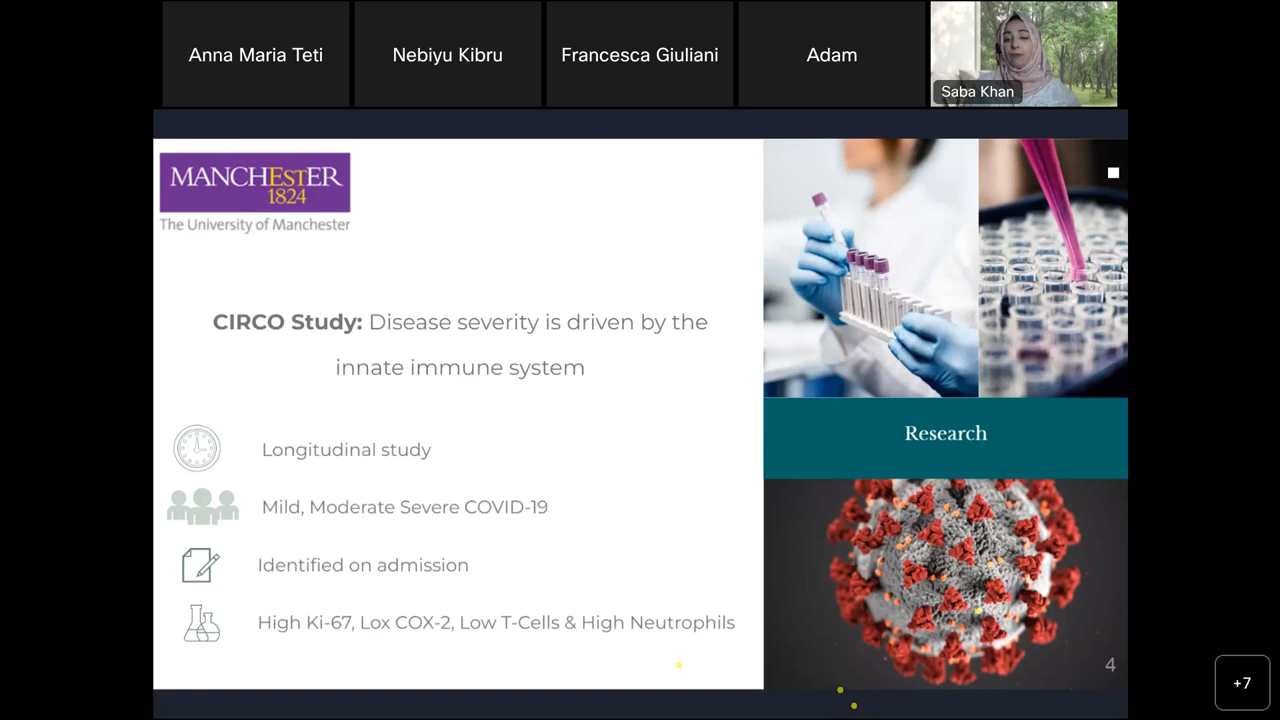 Anna Maria Teti
Nebiyu Kibru
Francesca Giuliani
Adam
Saba Khan
MANCHESTER
1824
The University of Manchester
CIRCO Study: Disease severity is driven by the
innate immune system
Longitudinal study
Mild, Moderate Severe COVID-19
Identified on admission
High Ki-67, Lox COX-2, Low T-Cells & High Neutrophils
Research
4
+7